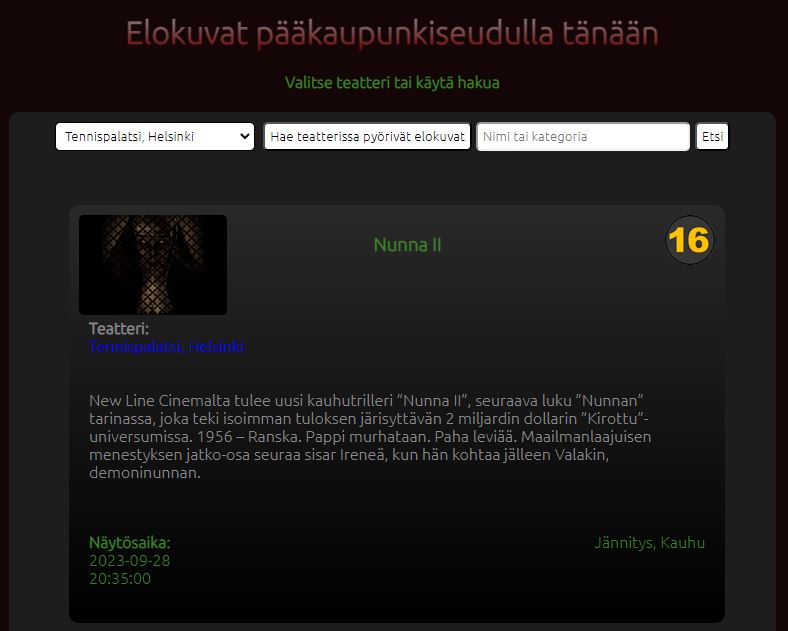 Elokuvat pääkaupunkiseudulla tänään
Valitse teatteri tai käytä hakua
Tennispalatsi, Helsinki
Hae teatterissa pyörivät elokuvat
Nimi tai kategoria
Etsi
Nunna II
16
Teatteri:
Tennispalatsi, Helsinki
New Line Cinemalta tulee uusi kauhutrilleri ”Nunna II”, seuraava luku ”Nunnan”
tarinassa, joka teki isoimman tuloksen järisyttävän 2 miljardin dollarin ”Kirottu”-
universumissa. 1956 – Ranska. Pappi murhataan. Paha leviää. Maailmanlaajuisen
menestyksen jatko-osa seuraa sisar Ireneä, kun hän kohtaa jälleen Valakin,
demoninunnan.
Näytösaika:
2023-09-28
20:35:00
Jännitys, Kauhu